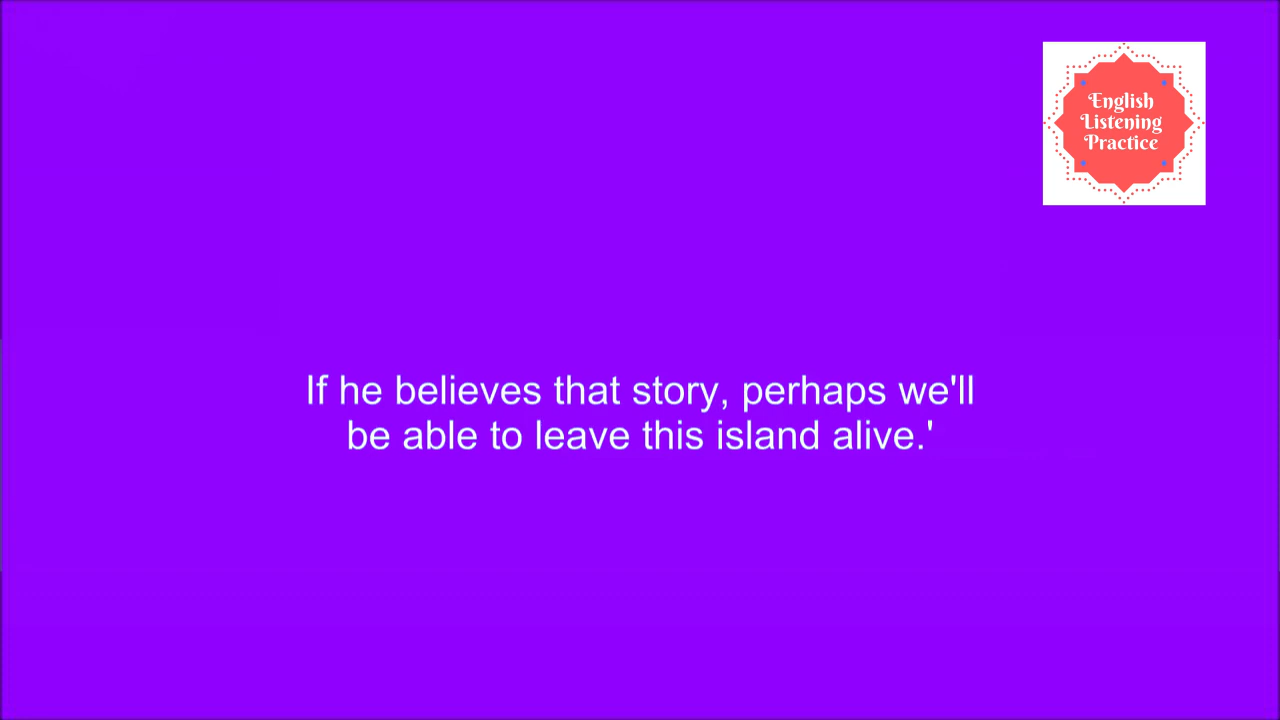 English
Listening
Practice
If he believes that story, perhaps we'll
be able to leave this island alive.'